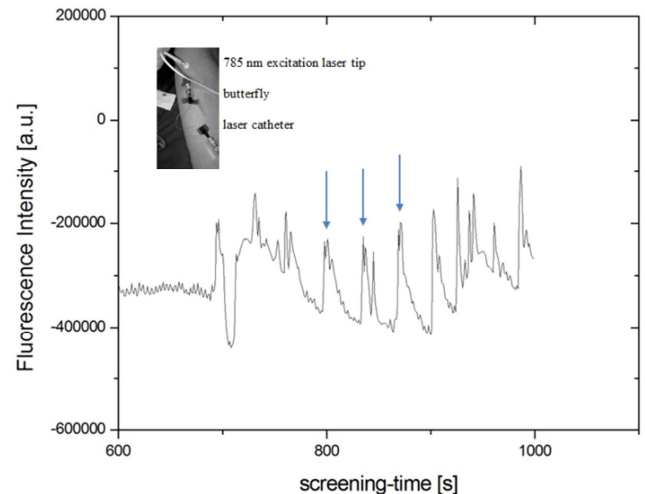 200000
0
-200000
-400000
-600000
Fluorescence Intensity [a.u.]
785 nm excitation laser tip
butterfly
laser catheter
600
800
1000
screening-time [s]